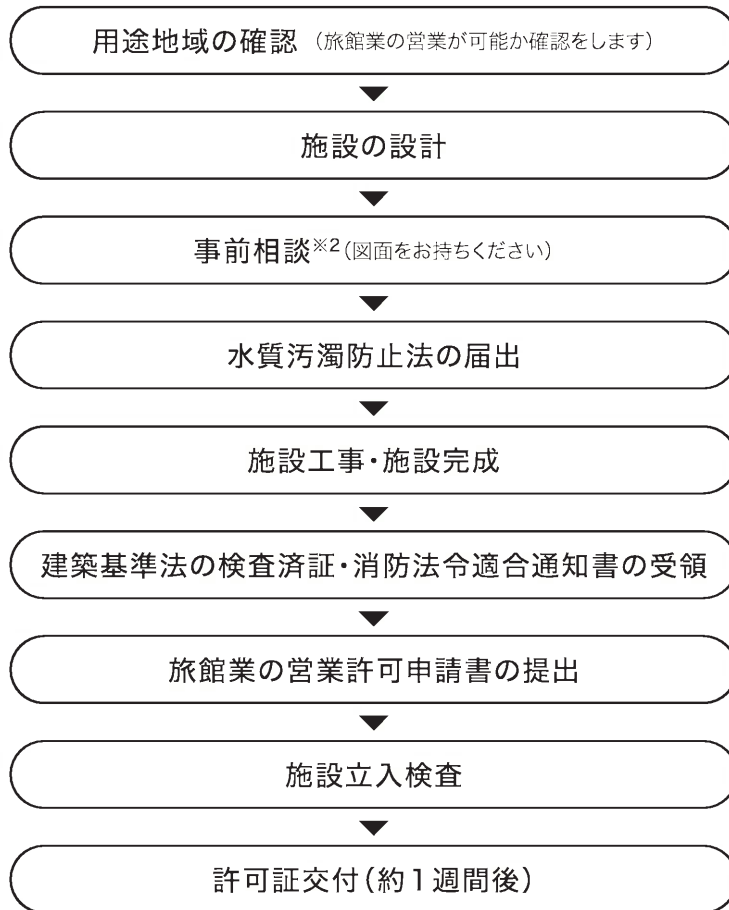 用途地域の確認（旅館業の営業が可能か確認をします）
施設の設計
事前相談※2（図面をお持ちください）
水質汚濁防止法の届出
施設工事・施設完成
建築基準法の検査済証・消防法令適合通知書の受領
旅館業の営業許可申請書の提出
施設立入検査
許可証交付（約１週間後）